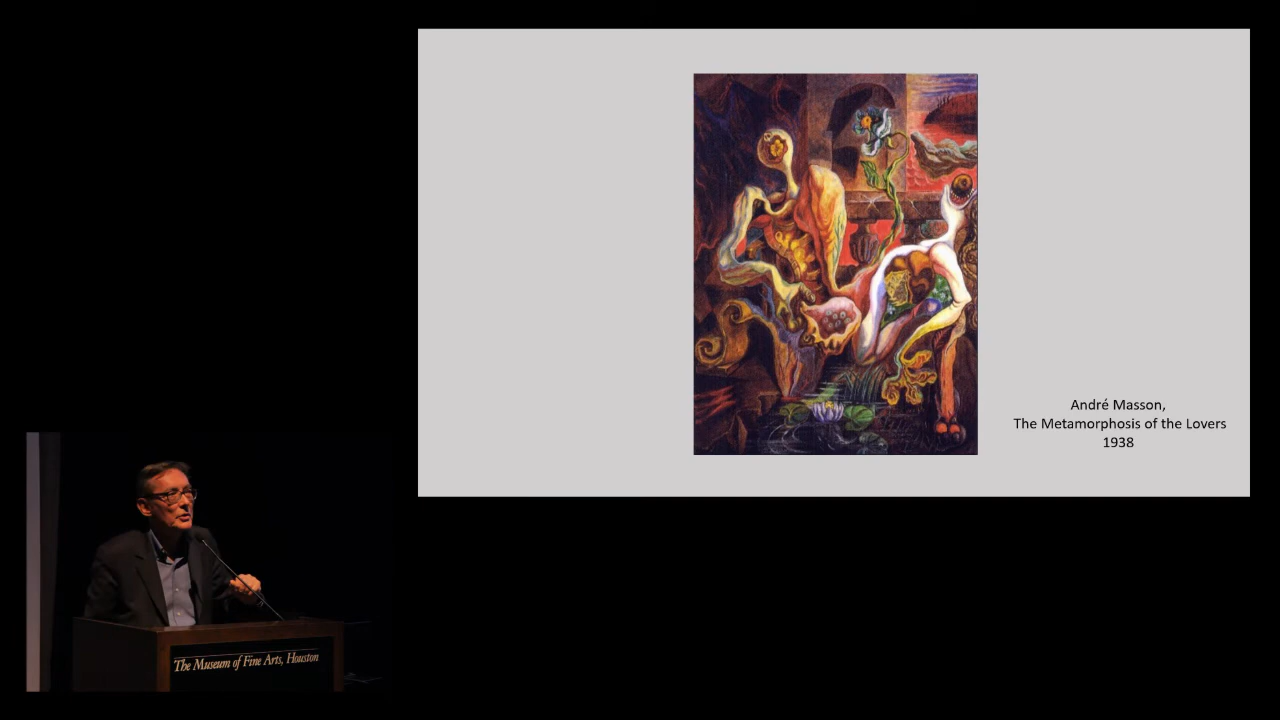 André Masson,
The Metamorphosis of the Lovers
1938
The Museum of Fine Arts, Houston